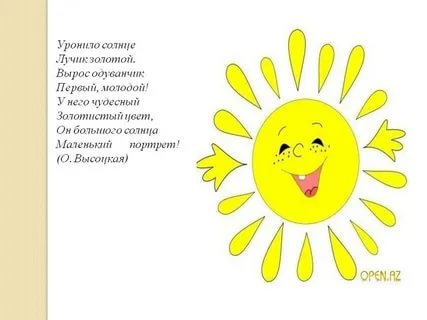 Уронило солнце
Лучик золотой.
Вырос одуванчик
Первый, молодой!
У него чудесный
Золотистый цвет,
Он большого солнца
Маленький портрет!
(О. Высоцкая)
OPEN.AZ